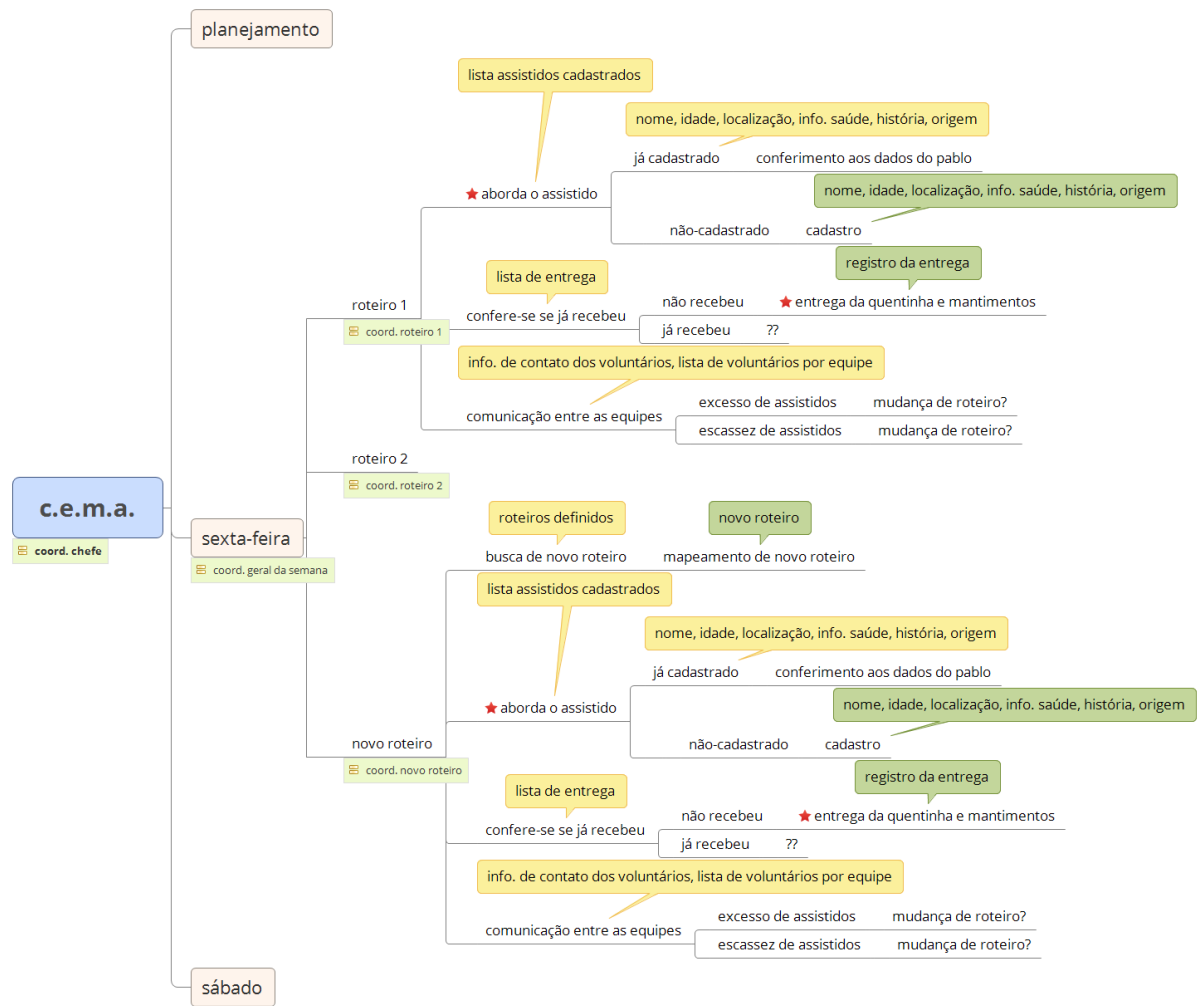 planejamento
lista assistidos cadastrados
nome, idade, localização, info. saúde, história, origem
já cadastrado conferimento aos dados do pablo
nome, idade, localização, info. saúde, história, origem
aborda o assistido
não-cadastrado cadastro
registro da entrega
lista de entrega
não recebeu entrega da quentinha e mantimentos
roteiro 1
confere-se se já recebeu
coord. roteiro 1
já recebeu ??
info. de contato dos voluntários, lista de voluntários por equipe
excesso de assistidos mudança de roteiro?
comunicação entre as equipes
escassez de assistidos mudança de roteiro?
roteiro 2
coord. roteiro 2
c.e.m.a.
coord. chefe
sexta-feira
coord. geral da semana
roteiros definidos novo roteiro
busca de novo roteiro mapeamento de novo roteiro
lista assistidos cadastrados
nome, idade, localização, info. saúde, história, origem
já cadastrado conferimento aos dados do pablo
nome, idade, localização, info. saúde, história, origem
aborda o assistido
não-cadastrado cadastro
novo roteiro
coord. novo roteiro
registro da entrega
lista de entrega
não recebeu entrega da quentinha e mantimentos
confere-se se já recebeu
já recebeu ??
info. de contato dos voluntários, lista de voluntários por equipe
excesso de assistidos mudança de roteiro?
comunicação entre as equipes
escassez de assistidos mudança de roteiro?
sábado